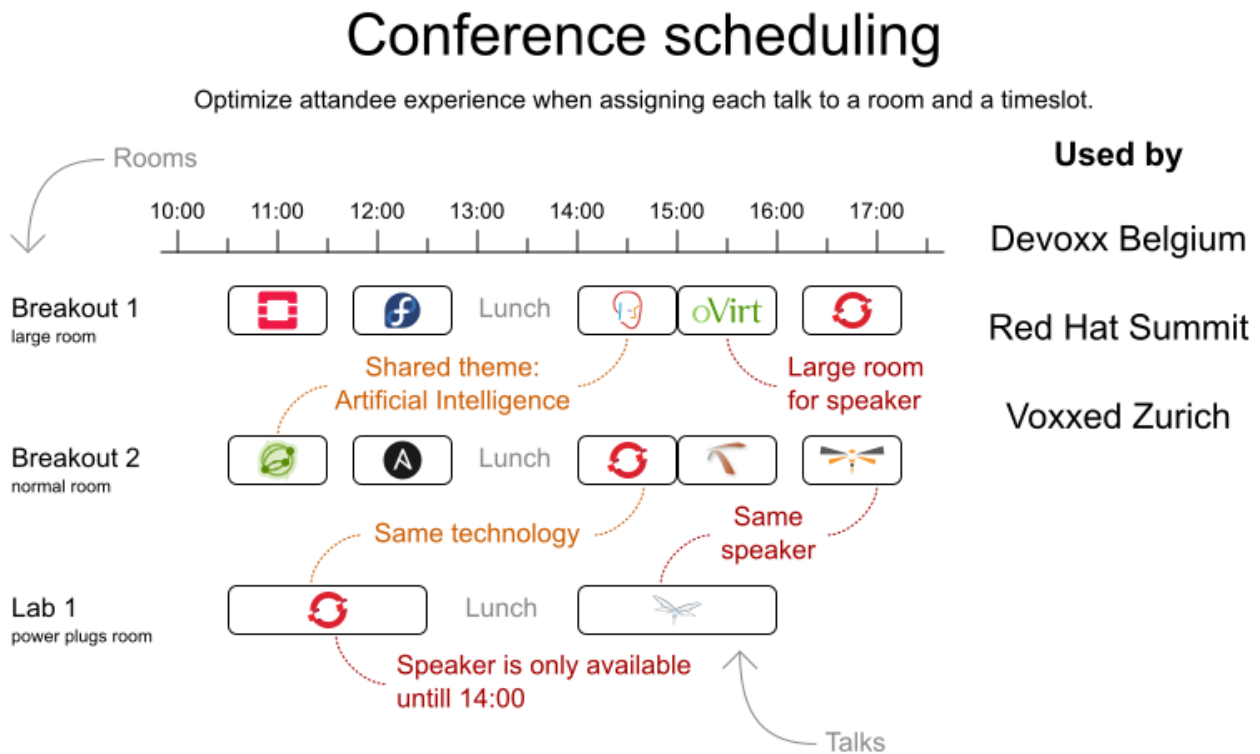 Conference scheduling
Optimize attandee experience when assigning each talk to a room and a timeslot.
Rooms
Used by
10:00 11:00 12:00 13:00 14:00 15:00 16:00 17:00
Devoxx Belgium
Red Hat Summit
Voxxed Zurich
Breakout 1
large room
Lunch
oVirt
Shared theme:
Artificial Intelligence
Large room
for speaker
Breakout 2
normal room
Lunch
Same technology
Same
speaker
Lab 1
power plugs room
Lunch
Speaker is only available
untill 14:00
Talks